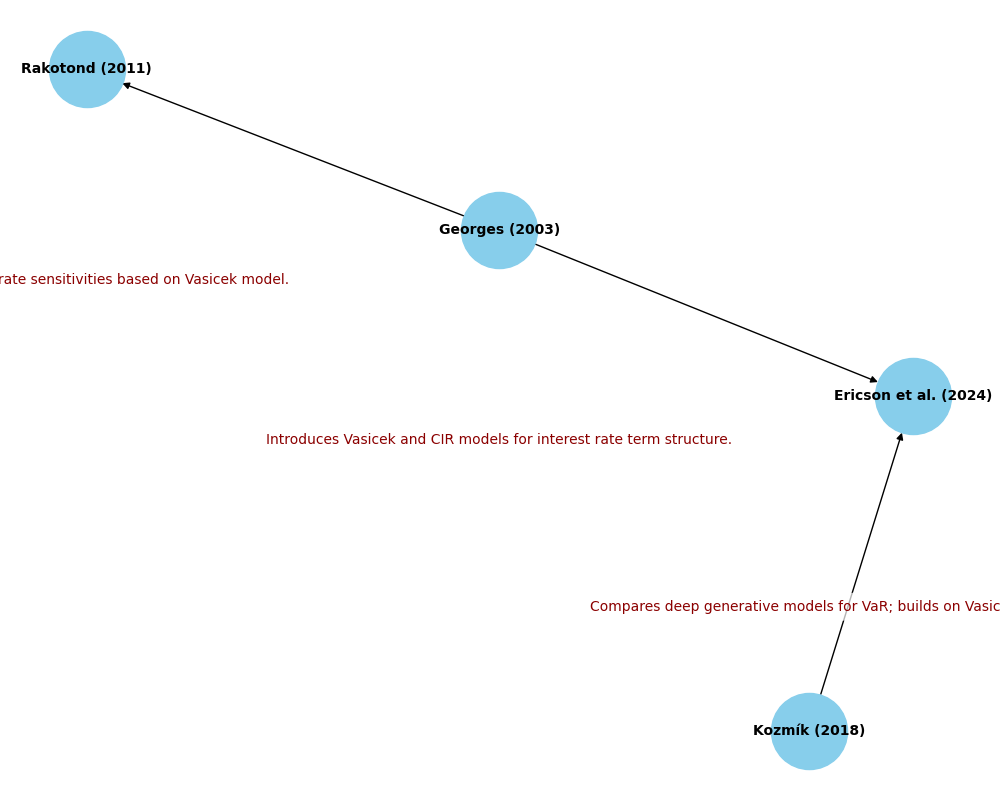 Rakotond (2011)
Georges (2003)
rate sensitivities based on Vasicek model.
Ericson et al. (2024)
Introduces Vasicek and CIR models for interest rate term structure.
Compares deep generative models for VaR; builds on Vasic
Kozmík (2018)